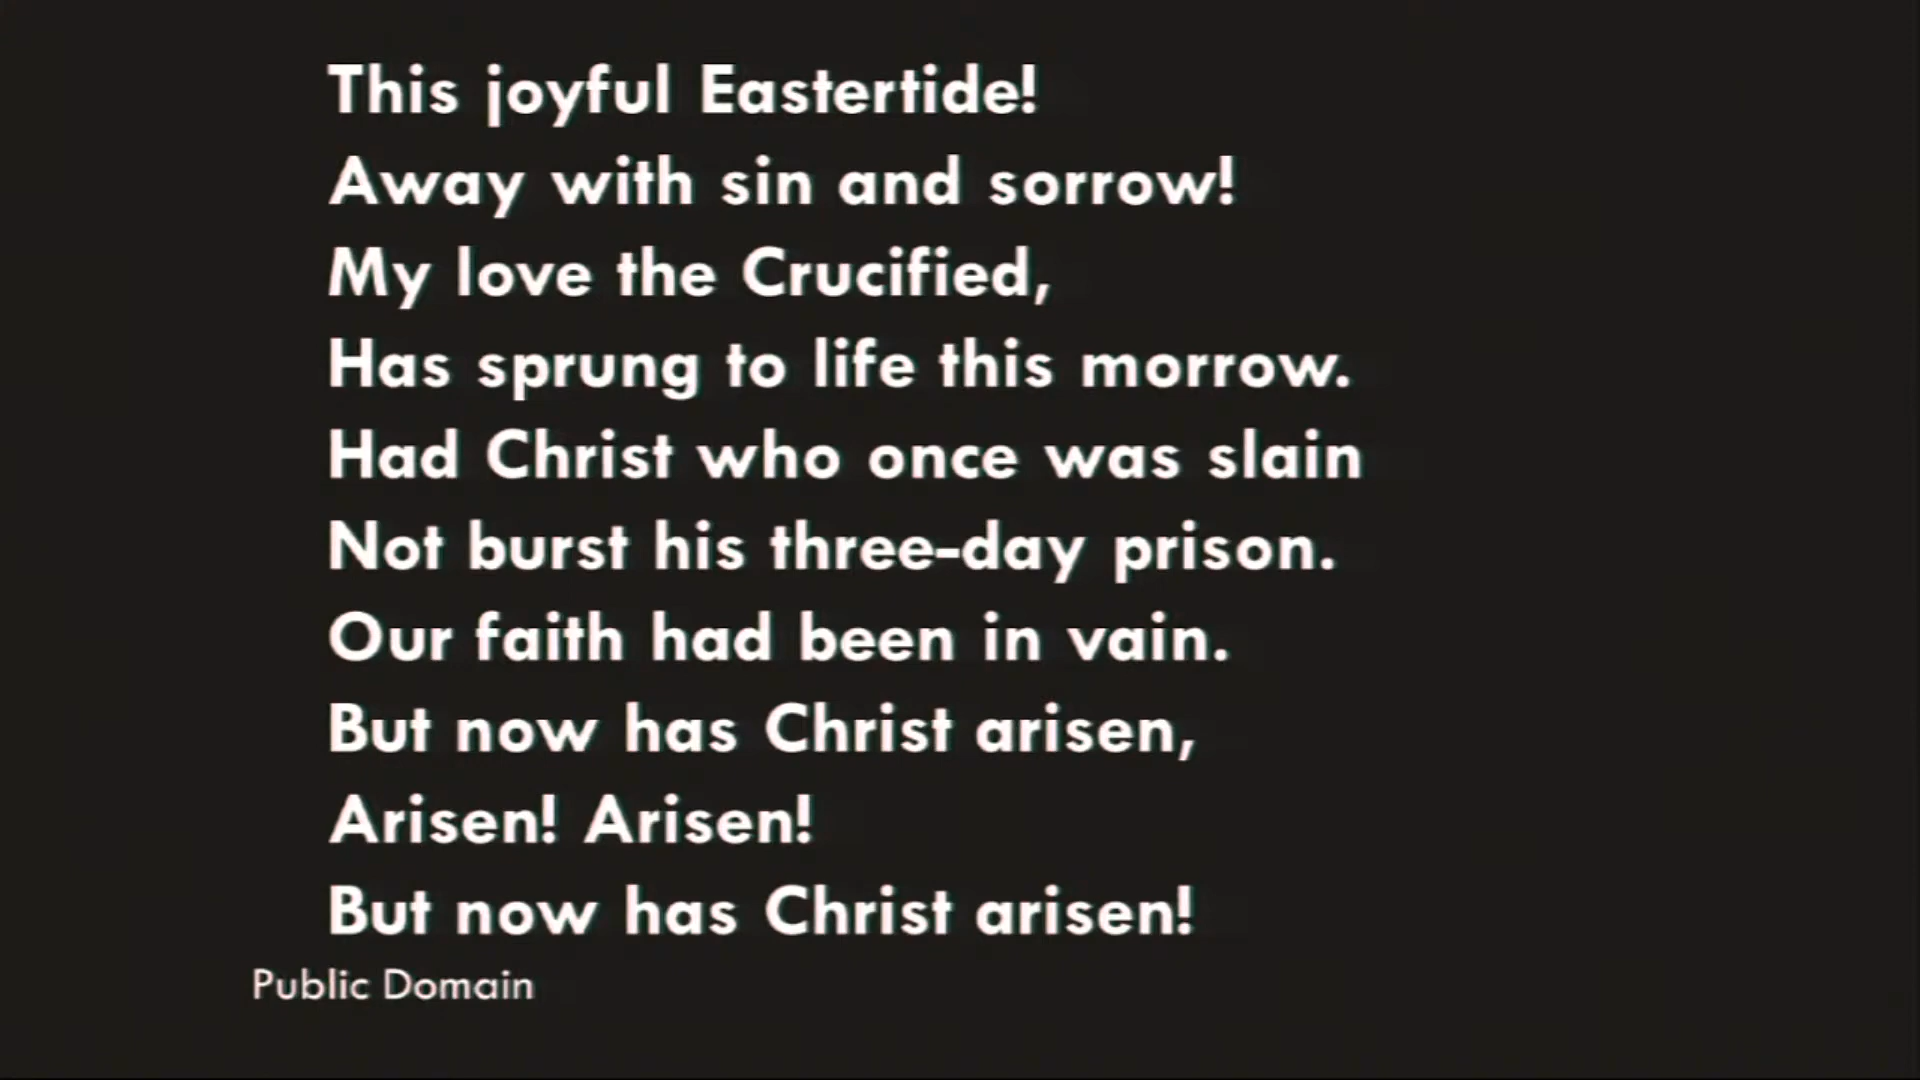 This joyful Eastertide!
Away with sin and sorrow!
My love the Crucified,
Has sprung to life this morrow.
Had Christ who once was slain
Not burst his three-day prison.
Our faith had been in vain.
But now has Christ arisen,
Arisen! Arisen!
But now has Christ arisen!
Public Domain